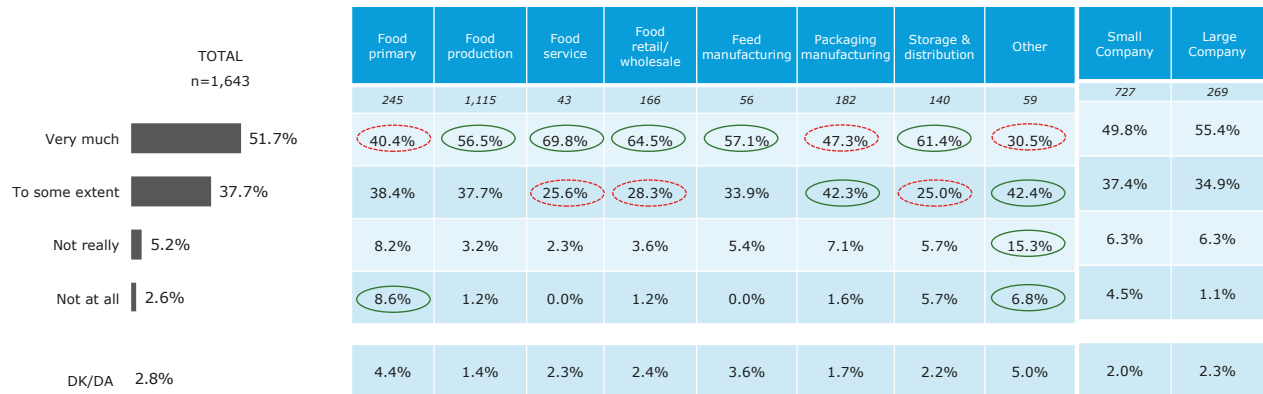 TOTAL
n=1,643
Food primary Food production Food service Food retail/ wholesale Feed manufacturing Packaging manufacturing Storage & distribution Other Small Company Large Company
245 1,115 43 166 56 182 140 59 727 269
Very much 51.7% 40.4% 56.5% 69.8% 64.5% 57.1% 47.3% 61.4% 30.5% 49.8% 55.4%
To some extent 37.7% 38.4% 37.7% 25.6% 28.3% 33.9% 42.3% 25.0% 42.4% 37.4% 34.9%
Not really 5.2% 8.2% 3.2% 2.3% 3.6% 5.4% 7.1% 5.7% 15.3% 6.3% 6.3%
Not at all 2.6% 8.6% 1.2% 0.0% 1.2% 0.0% 1.6% 5.7% 6.8% 4.5% 1.1%
DK/DA 2.8% 4.4% 1.4% 2.3% 2.4% 3.6% 1.7% 2.2% 5.0% 2.0% 2.3%